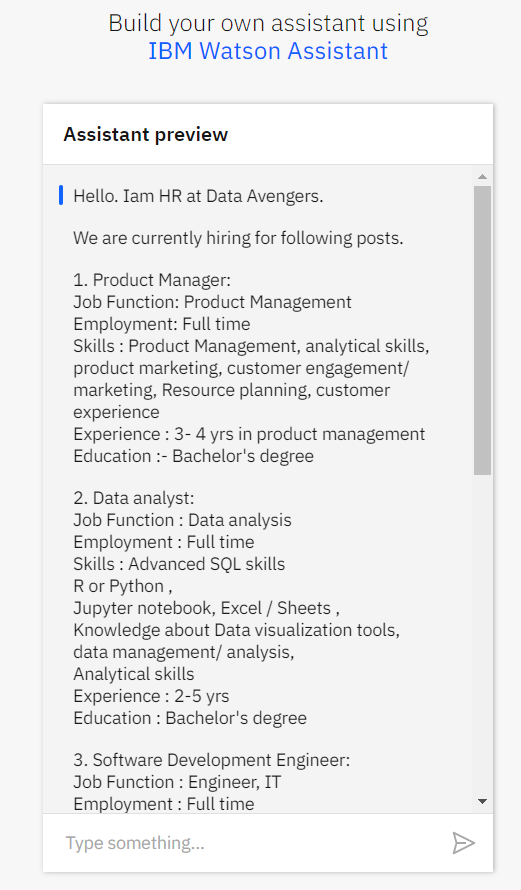 Build your own assistant using
IBM Watson Assistant
Assistant preview
Hello. Iam HR at Data Avengers.
We are currently hiring for following posts.
1. Product Manager:
Job Function: Product Management
Employment: Full time
Skills : Product Management, analytical skills,
product marketing, customer engagement/
marketing, Resource planning, customer
experience
Experience : 3- 4 yrs in product management
Education :- Bachelor's degree
2. Data analyst:
Job Function : Data analysis
Employment : Full time
Skills : Advanced SQL skills
R or Python ,
Jupyter notebook, Excel / Sheets ,
Knowledge about Data visualization tools,
data management/ analysis,
Analytical skills
Experience : 2-5 yrs
Education : Bachelor's degree
3. Software Development Engineer:
Job Function : Engineer, IT
Employment : Full time
Type something...